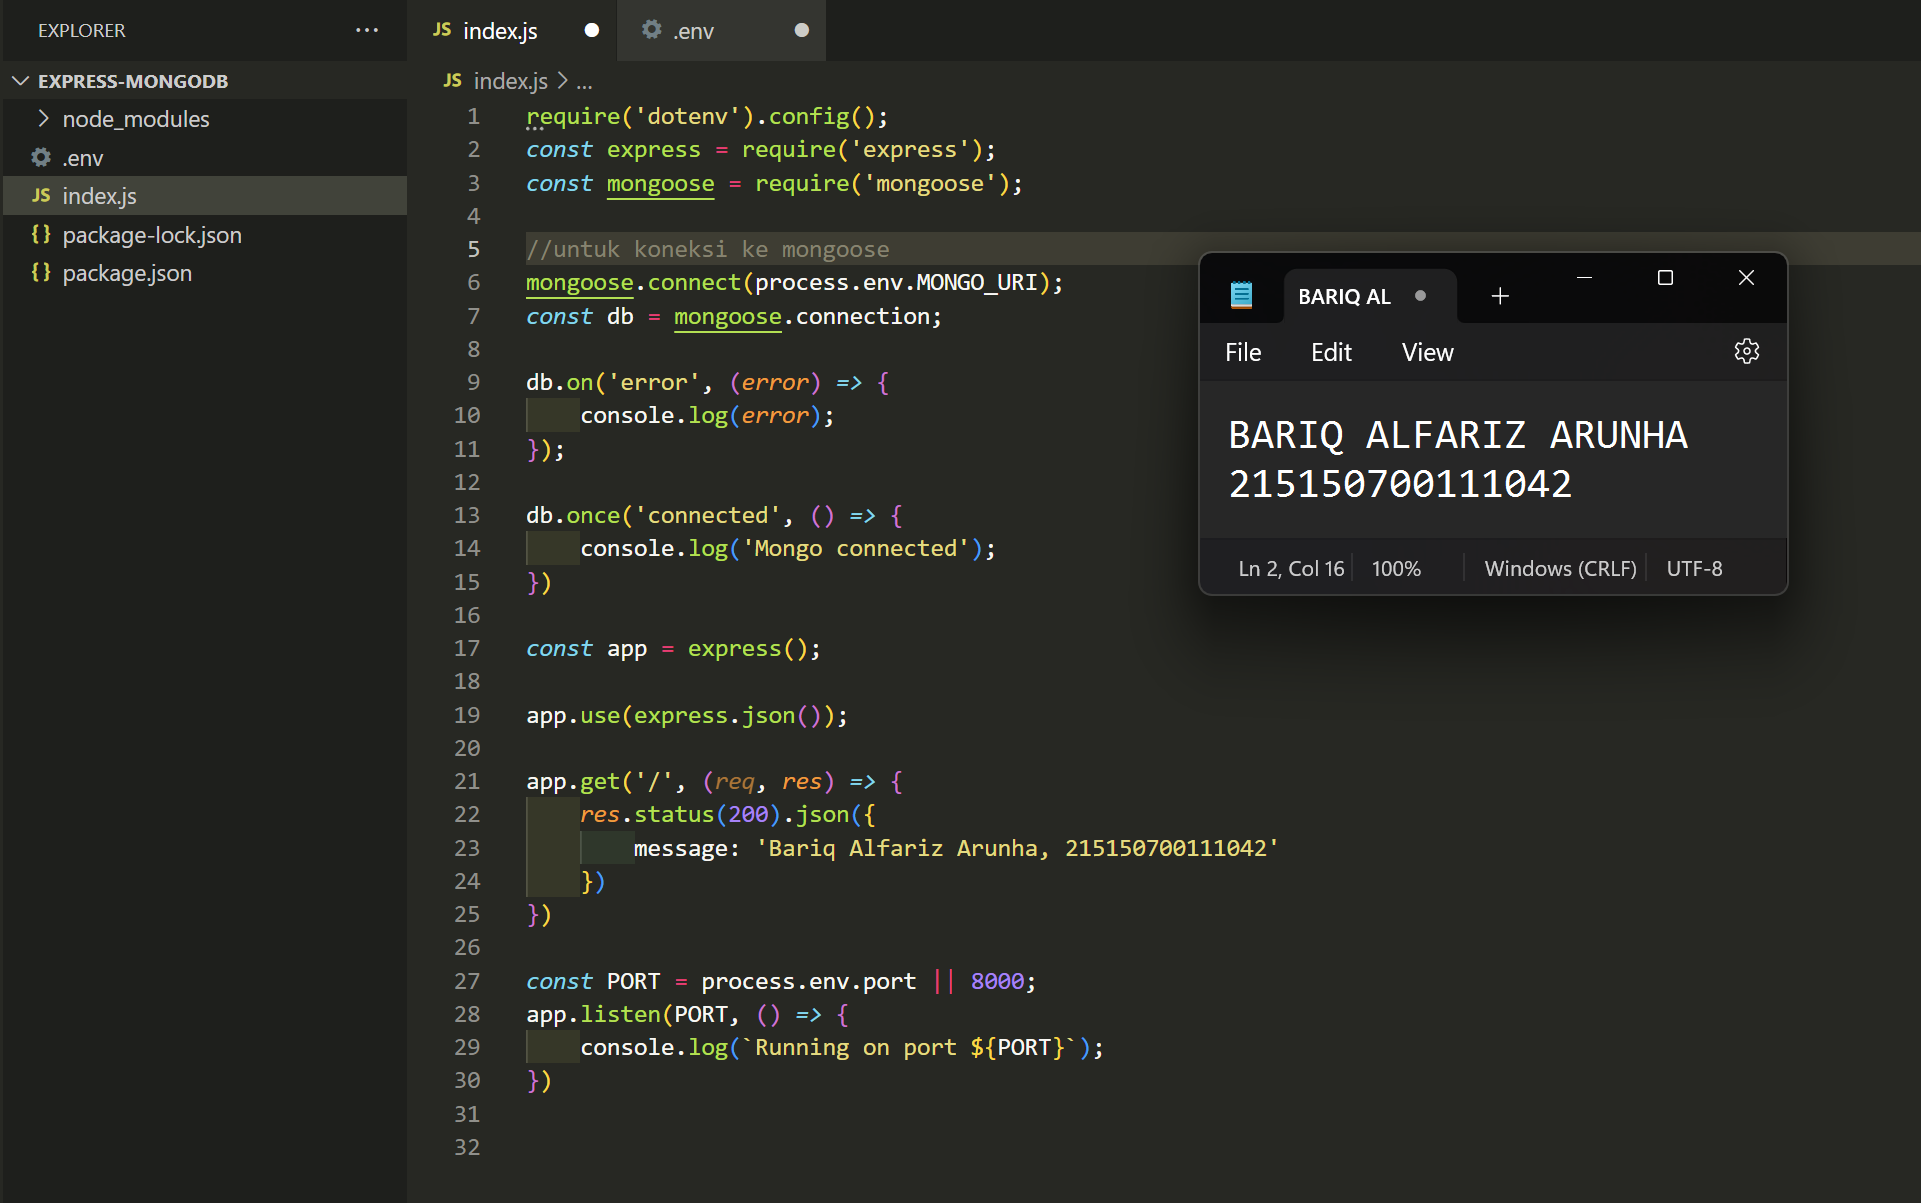 EXPLORER ···
EXPRESS-MONGODB
node_modules
.env
JS index.js
{} package-lock.json
{} package.json
JS index.js
.env
JS index.js > ...
1 require('dotenv').config();
2 const express = require('express');
3 const mongoose = require('mongoose');
4
5 //untuk koneksi ke mongoose
6 mongoose.connect(process.env.MONGO_URI);
7 const db = mongoose.connection;
8
9 db.on('error', (error) => {
10 console.log(error);
11 });
12
13 db.once('connected', () => {
14 console.log('Mongo connected');
15 })
16
17 const app = express();
18
19 app.use(express.json());
20
21 app.get('/', (req, res) => {
22 res.status(200).json({
23 message: 'Bariq Alfariz Arunha, 215150700111042'
24 })
25 })
26
27 const PORT = process.env.port || 8000;
28 app.listen(PORT, () => {
29 console.log(`Running on port ${PORT}`);
30 })
31
32
BARIQ AL
File Edit View
BARIQ ALFARIZ ARUNHA
215150700111042
Ln 2, Col 16 100% Windows (CRLF) UTF-8